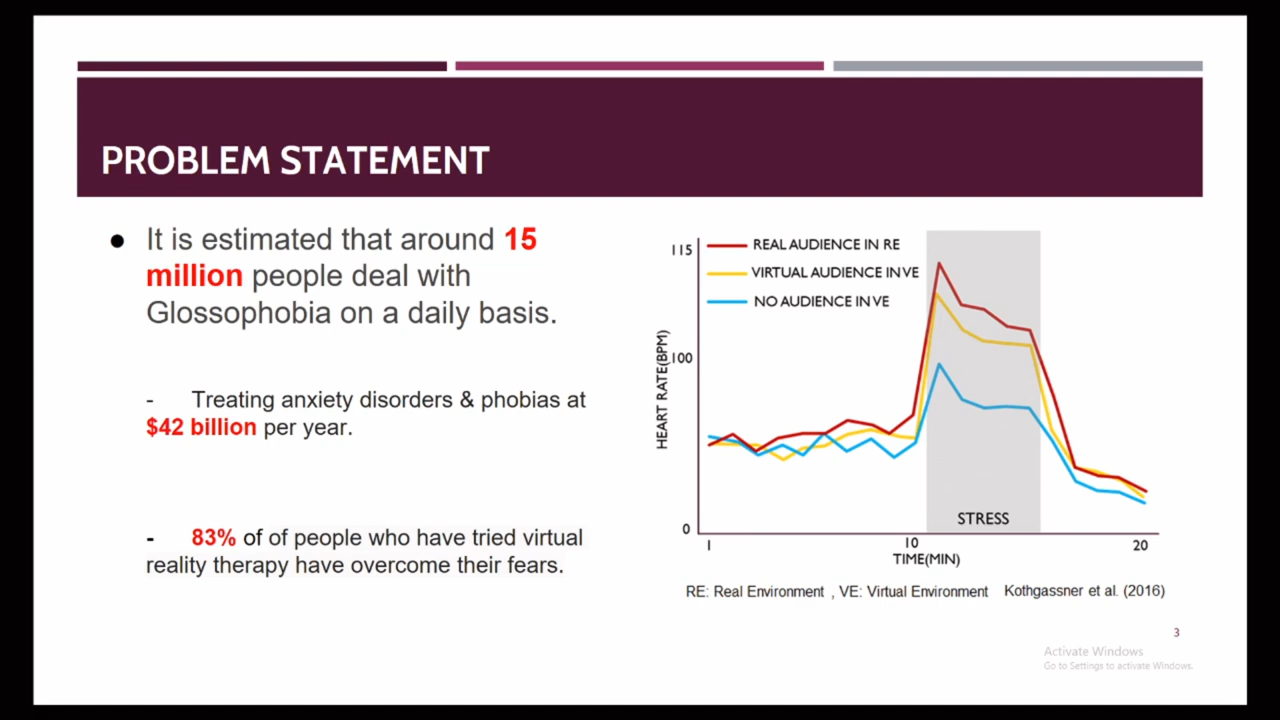 PROBLEM STATEMENT
● It is estimated that around 15
million people deal with
Glossophobia on a daily basis.
- Treating anxiety disorders & phobias at
$42 billion per year.
- 83% of of people who have tried virtual
reality therapy have overcome their fears.
115
REAL AUDIENCE IN RE
VIRTUAL AUDIENCE IN VE
NO AUDIENCE IN VE
HEART RATE(BPM)
100
STRESS
0
1
10
20
TIME(MIN)
RE: Real Environment , VE: Virtual Environment Kothgassner et al. (2016)
3
Activate Windows
Go to Settings to activate Windows.